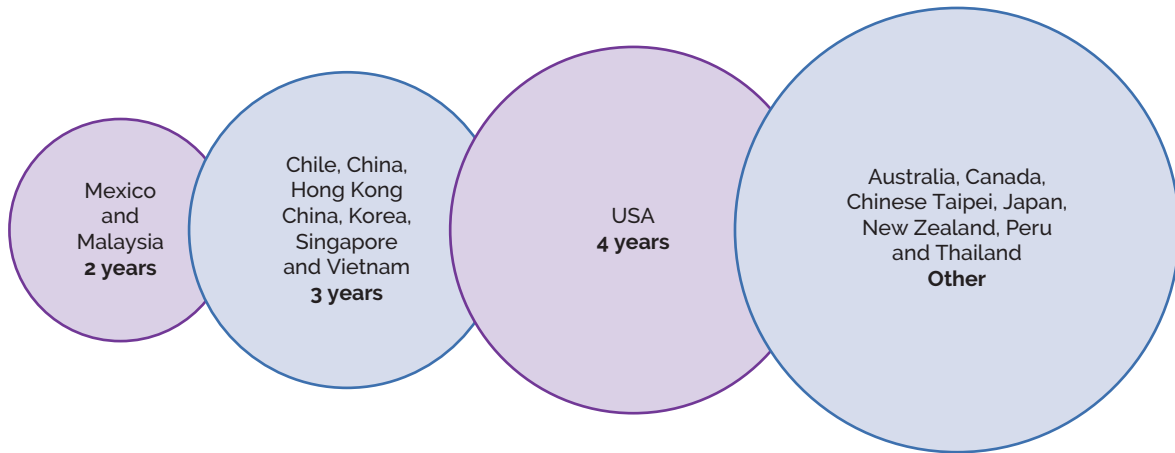 Mexico
and
Malaysia
2 years
Chile, China,
Hong Kong
China, Korea,
Singapore
and Vietnam
3 years
USA
4 years
Australia, Canada,
Chinese Taipei, Japan,
New Zealand, Peru
and Thailand
Other